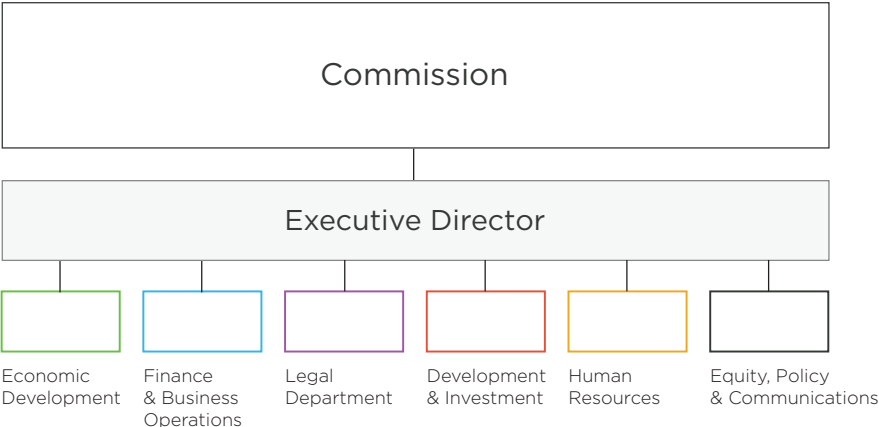 Commission
Executive Director
Economic
Development
Finance
& Business
Operations
Legal
Department
Development
& Investment
Human
Resources
Equity, Policy
& Communications